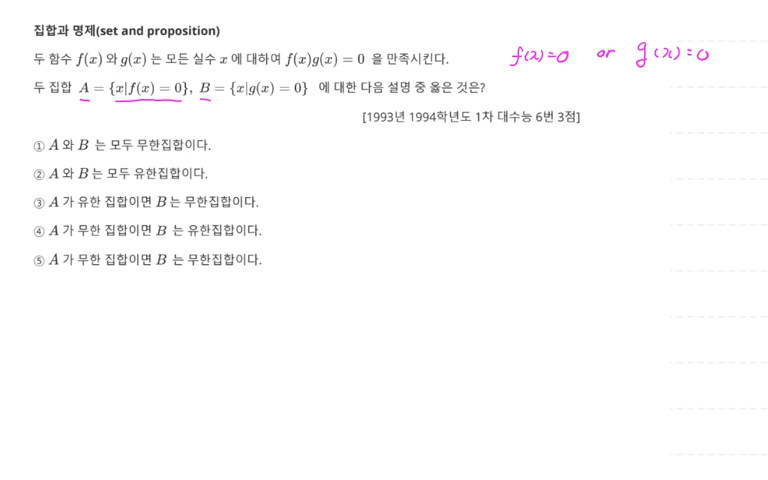 집합과 명제(set and proposition)
두 함수 f(x) 와 g(x) 는 모든 실수 x 에 대하여 f(x)g(x) = 0 을 만족시킨다.
f(x)=0 or g(x)=0
두 집합 A = {x|f(x) = 0}, B = {x|g(x) = 0} 에 대한 다음 설명 중 옳은 것은?
[1993년 1994학년도 1차 대수능 6번 3점]
① A 와 B 는 모두 무한집합이다.
② A 와 B 는 모두 유한집합이다.
③ A 가 유한 집합이면 B 는 무한집합이다.
④ A 가 무한 집합이면 B 는 유한집합이다.
⑤ A 가 무한 집합이면 B 는 무한집합이다.